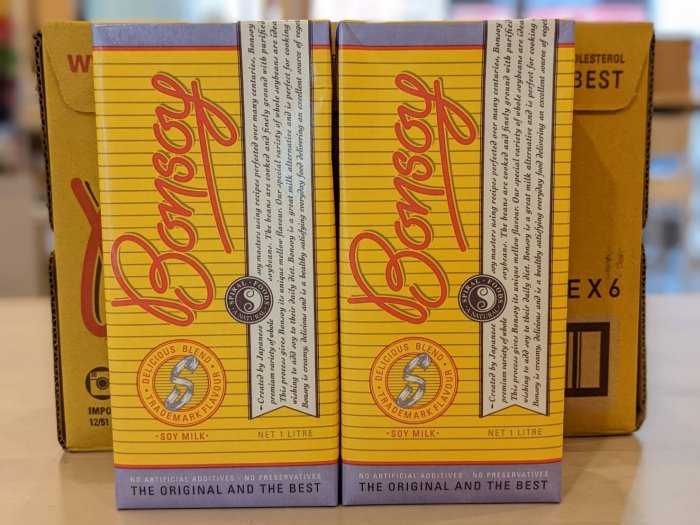 Bonsoy
Created by Japanese soy masters using recipes perfected over many centuries, Bonsoy
premium variety of whole soybeans. The beans are cooked and finely ground with purified
This process gives Bonsoy its unique mellow flavour. Our special variety of whole soybeans are ideal
wishing to add soy to their daily diet. Bonsoy is a great milk alternative and is perfect for cooking
Bonsoy is creamy, delicious and is a healthy satisfying everyday food delivering an excellent source of veget
SPIRAL · FOODS
A NATURAL
DELICIOUS BLEND
S
TRADEMARK FLAVOUR
·SOY MILK·
NET 1 LITRE
NO ARTIFICIAL ADDITIVES · NO PRESERVATIVES
THE ORIGINAL AND THE BEST
Bonsoy
Created by Japanese soy masters using recipes perfected over many centuries, Bonsoy
premium variety of whole soybeans. The beans are cooked and finely ground with purified
This process gives Bonsoy its unique mellow flavour. Our special variety of whole soybeans are ideal
wishing to add soy to their daily diet. Bonsoy is a great milk alternative and is perfect for cooking
Bonsoy is creamy, delicious and is a healthy satisfying everyday food delivering an excellent source of veget
SPIRAL · FOODS
A NATURAL
DELICIOUS BLEND
S
TRADEMARK FLAVOUR
·SOY MILK·
NET 1 LITRE
NO ARTIFICIAL ADDITIVES · NO PRESERVATIVES
THE ORIGINAL AND THE BEST
W
OLESTEROL
BEST
E X 6
IMPO
12/51